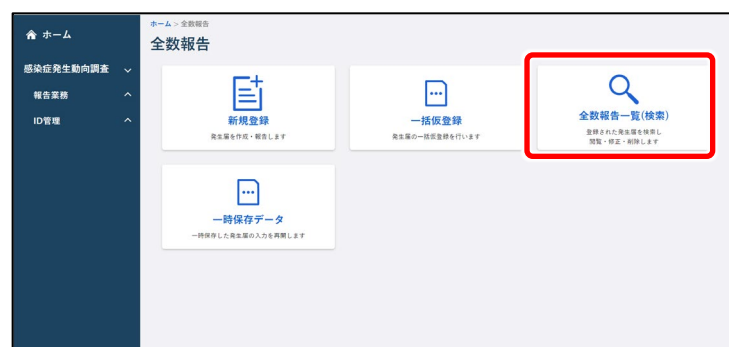 ホーム
感染症発生動向調査
報告業務
ID管理
ホーム > 全数報告
全数報告
新規登録
発生届を作成・報告します
一括仮登録
発生届の一括仮登録を行います
全数報告一覧(検索)
登録された発生届を検索し
閲覧・修正・削除します
一時保存データ
一時保存した発生届の入力を再開します